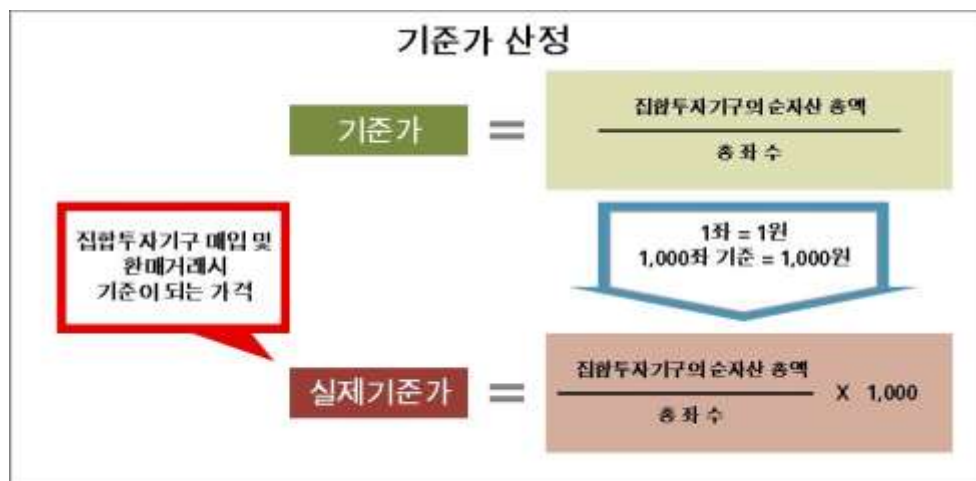 기준가 산정
기준가
=
집합투자기구의 순자산 총액
총 좌 수
집합투자기구 매입 및
환매거래시
기준이 되는 가격
1좌 = 1원
1,000좌 기준 = 1,000원
실제기준가
=
집합투자기구의 순자산 총액
총 좌 수
X 1,000